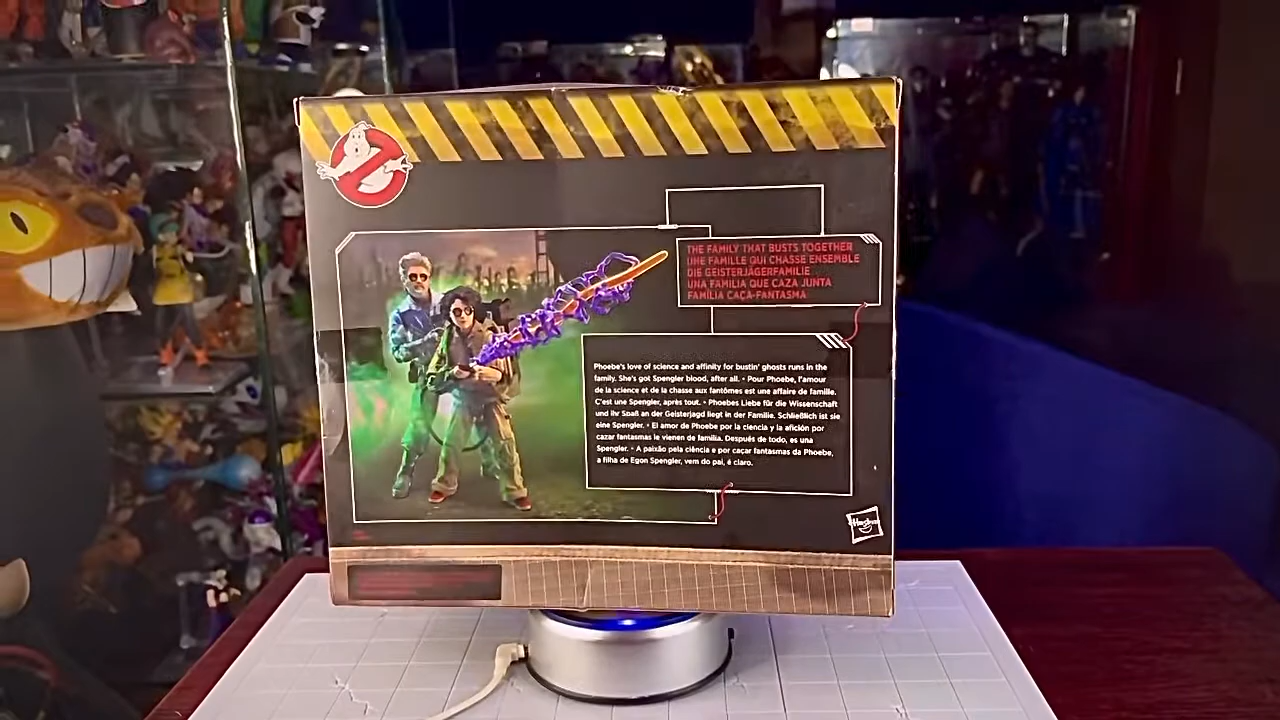 THE FAMILY THAT BUSTS TOGETHER
UNE FAMILLE QUI CHASSE ENSEMBLE
DIE GEISTERJÄGERFAMILIE
UNA FAMILIA QUE CAZA JUNTA
FAMÍLIA CAÇA-FANTASMA
Phoebe's love of science and affinity for bustin' ghosts runs in the
family. She's got Spengler blood, after all. • Pour Phoebe, l'amour
de la science et de la chasse aux fantômes est une affaire de famille.
C'est une Spengler, après tout. • Phoebes Liebe für die Wissenschaft
und ihr Spaß an der Geisterjagd liegt in der Familie. Schließlich ist sie
eine Spengler. • El amor de Phoebe por la ciencia y la afición por
cazar fantasmas le vienen de familia. Después de todo, es una
Spengler. • A paixão pela ciência e por caçar fantasmas da Phoebe,
a filha de Egon Spengler, vem do pai, é claro.
Hasbro